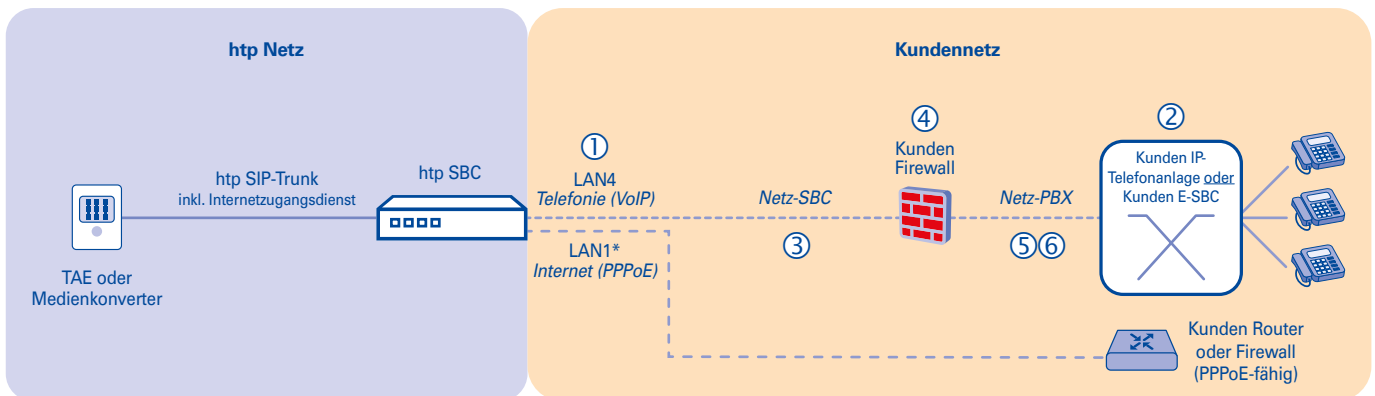 htp Netz
Kundennetz
TAE oder
Medienkonverter
htp SIP-Trunk
inkl. Internetzugangsdienst
htp SBC
①
LAN4
Telefonie (VoIP)
LAN1*
Internet (PPPoE)
Netz-SBC
③
④
Kunden
Firewall
Netz-PBX
⑤⑥
②
Kunden IP-
Telefonanlage oder
Kunden E-SBC
Kunden Router
oder Firewall
(PPPoE-fähig)